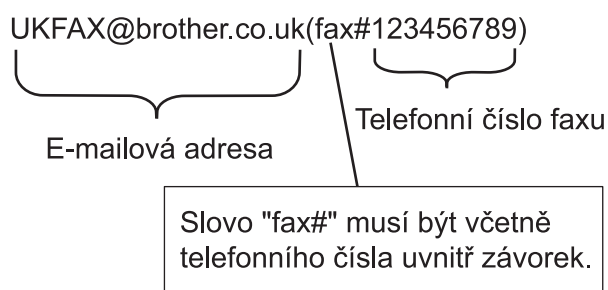 UKFAX@brother.co.uk(fax#123456789)
Telefonní číslo faxu
E-mailová adresa
Slovo "fax#" musí být včetně
telefonního čísla uvnitř závorek.